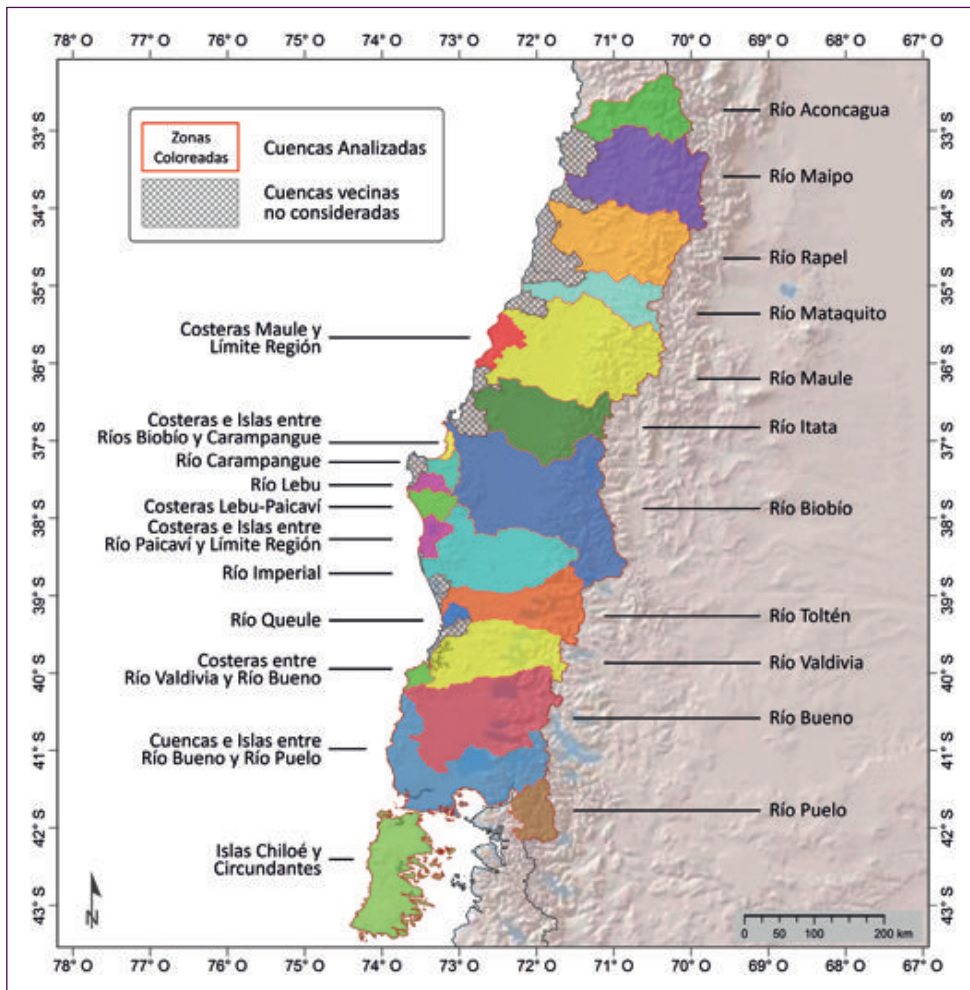 78° O 77° O 76° O 75° O 74° O 73° O 72° O 71° O 70° O 69° O 68° O 67° O
33° S
34° S
35° S
36° S
37° S
38° S
39° S
40° S
41° S
42° S
43° S
Zonas
Coloreadas
Cuencas Analizadas
Cuencas vecinas
no consideradas
Costeras Maule y
Límite Región
Costeras e Islas entre
Ríos Biobío y Carampangue
Río Carampangue
Río Lebu
Costeras Lebu-Paicaví
Costeras e Islas entre
Río Paicaví y Límite Región
Río Imperial
Río Queule
Costeras entre
Río Valdivia y Río Bueno
Cuencas e Islas entre
Río Bueno y Río Puelo
Islas Chiloé y
Circundantes
Río Aconcagua
Río Maipo
Río Rapel
Río Mataquito
Río Maule
Río Itata
Río Biobío
Río Toltén
Río Valdivia
Río Bueno
Río Puelo
33° S
34° S
35° S
36° S
37° S
38° S
39° S
40° S
41° S
42° S
43° S
N
0 50 100 200 km
78° O 77° O 76° O 75° O 74° O 73° O 72° O 71° O 70° O 69° O 68° O 67° O